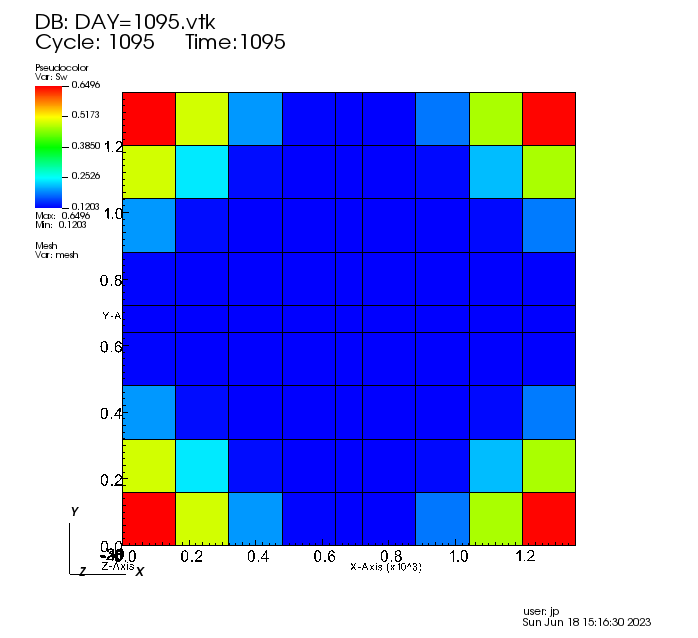 DB: DAY=1095.vtk
Cycle: 1095 Time:1095
Pseudocolor
Var: Sw
0.6496
0.5173
0.3850
0.2526
0.1203
Max: 0.6496
Min: 0.1203
Mesh
Var: mesh
1.2
1.0
0.8
Y-A
0.6
0.4
0.2
0.0
0.2 0.4 0.6 0.8 1.0 1.2
Z-Axis
X-Axis (x10^3)
Y
Z
X
user: jp
Sun Jun 18 15:16:30 2023